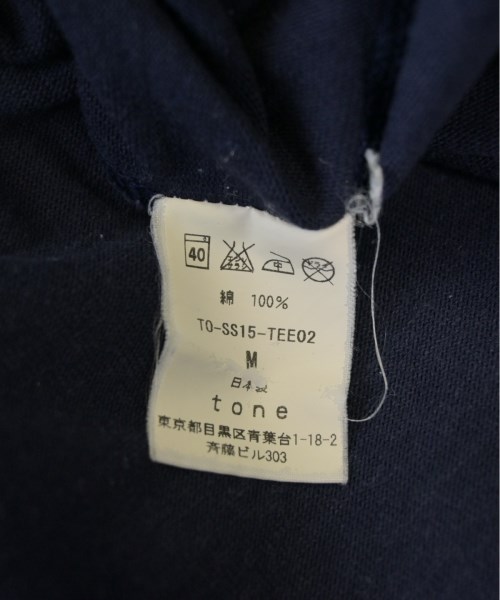 40 中
綿 100%
TO-SS15-TEE02
M
日本製
tone
東京都目黒区青葉台1-18-2
斉藤ビル303